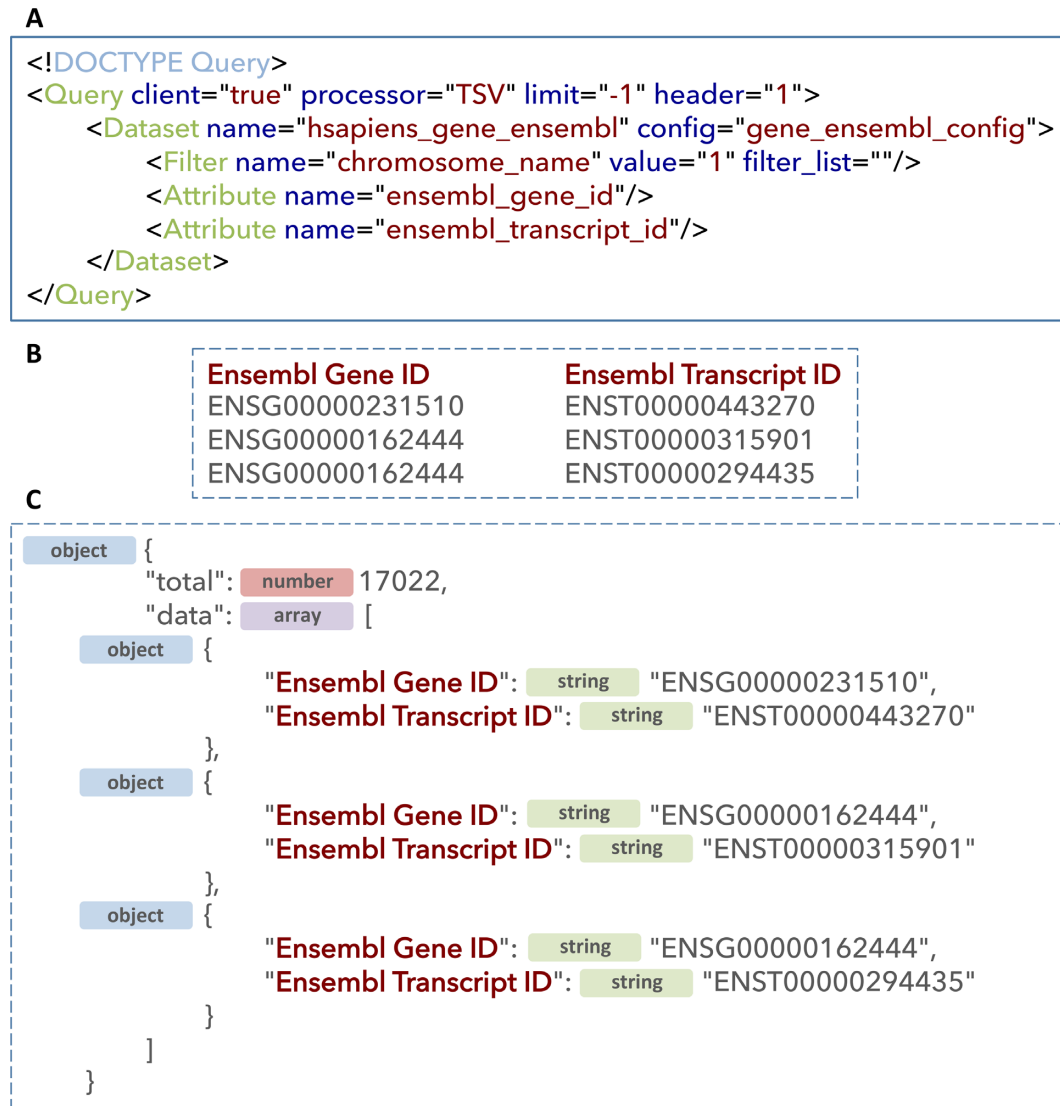 A
<!DOCTYPE Query>
<Query client="true" processor="TSV" limit="-1" header="1">
<Dataset name="hsapiens_gene_ensembl" config="gene_ensembl_config">
<Filter name="chromosome_name" value="1" filter_list=""/>
<Attribute name="ensembl_gene_id"/>
<Attribute name="ensembl_transcript_id"/>
</Dataset>
</Query>
B
Ensembl Gene ID Ensembl Transcript ID
ENSG00000231510 ENST00000443270
ENSG00000162444 ENST00000315901
ENSG00000162444 ENST00000294435
C
object {
"total": number 17022,
"data": array [
object {
"Ensembl Gene ID": string "ENSG00000231510",
"Ensembl Transcript ID": string "ENST00000443270"
},
object {
"Ensembl Gene ID": string "ENSG00000162444",
"Ensembl Transcript ID": string "ENST00000315901"
},
object {
"Ensembl Gene ID": string "ENSG00000162444",
"Ensembl Transcript ID": string "ENST00000294435"
}
]
}